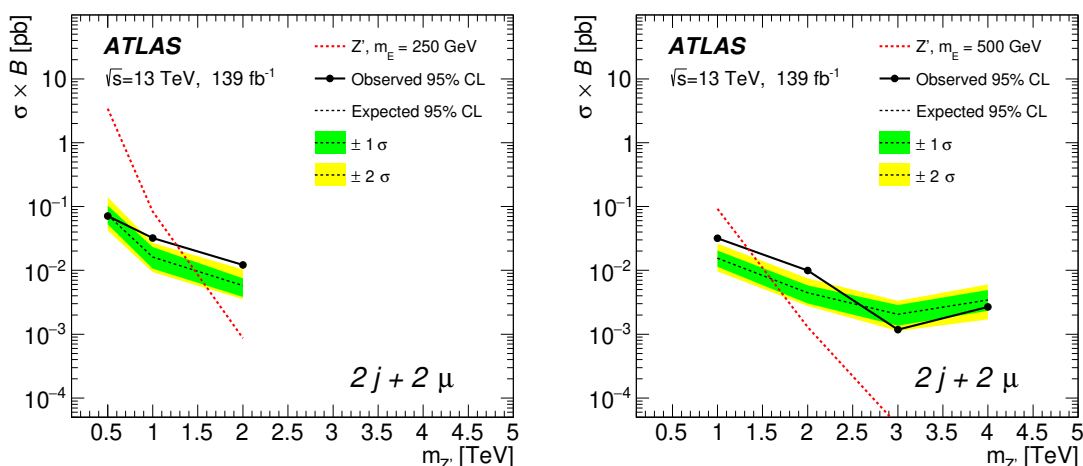 σ × B [pb]
ATLAS
√s=13 TeV, 139 fb⁻¹
Z', m_E = 250 GeV
Observed 95% CL
Expected 95% CL
± 1 σ
± 2 σ
10
1
10⁻¹
10⁻²
10⁻³
10⁻⁴
2 j + 2 μ
0.5 1 1.5 2 2.5 3 3.5 4 4.5 5
m_Z' [TeV]
σ × B [pb]
ATLAS
√s=13 TeV, 139 fb⁻¹
Z', m_E = 500 GeV
Observed 95% CL
Expected 95% CL
± 1 σ
± 2 σ
10
1
10⁻¹
10⁻²
10⁻³
10⁻⁴
2 j + 2 μ
0.5 1 1.5 2 2.5 3 3.5 4 4.5 5
m_Z' [TeV]